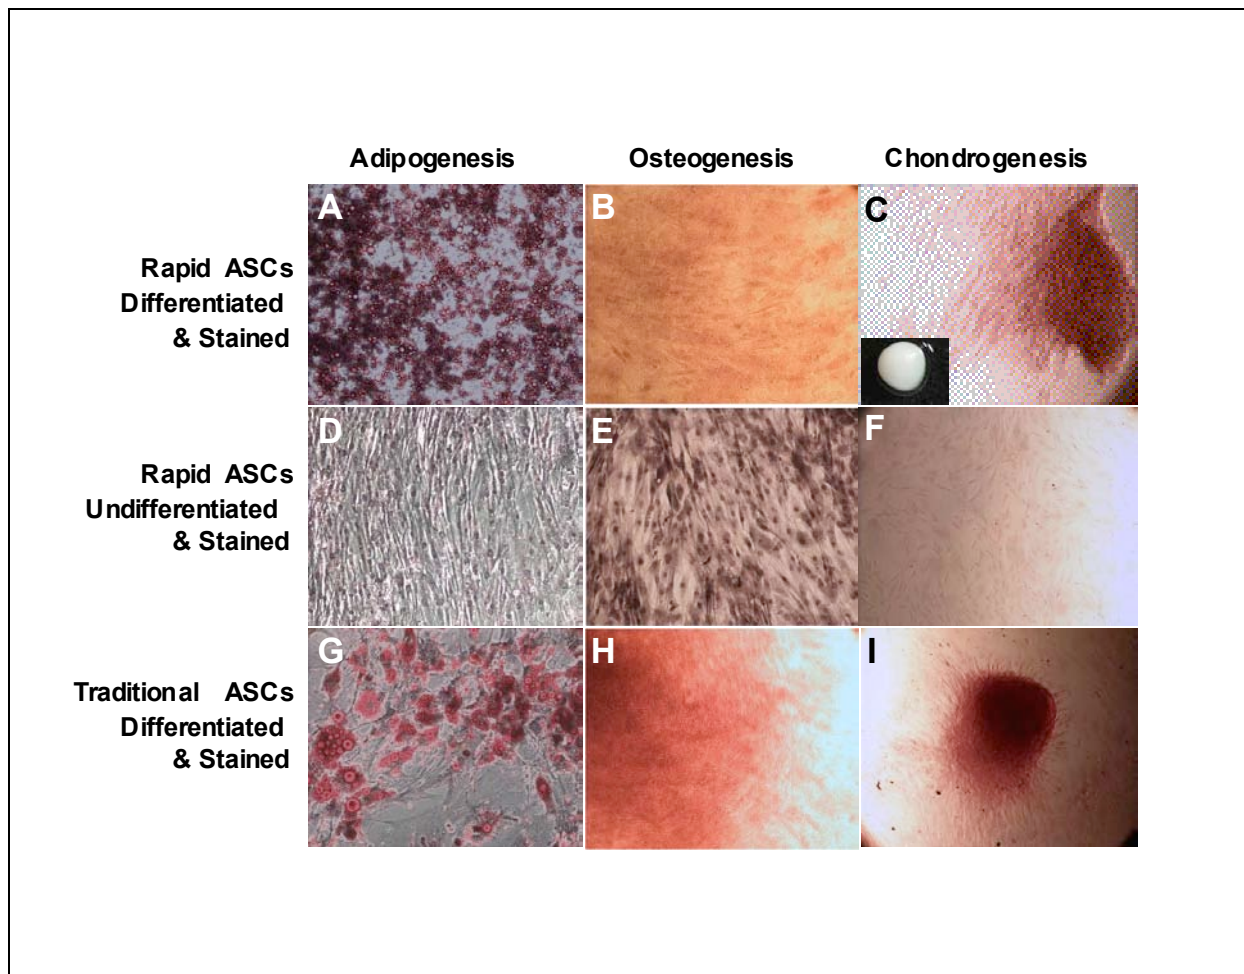 Adipogenesis Osteogenesis Chondrogenesis
A B C
Rapid ASCs
Differentiated
& Stained
D E F
Rapid ASCs
Undifferentiated
& Stained
G H I
Traditional ASCs
Differentiated
& Stained